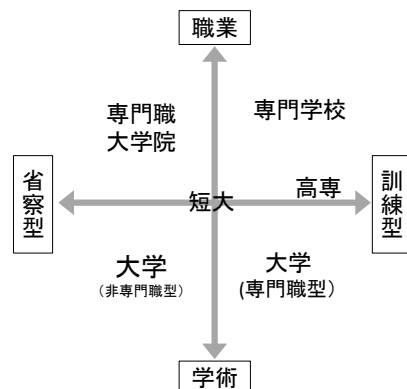 職業
専門職
大学院
専門学校
省察型
短大
高専
訓練型
大学
（非専門職型）
大学
(専門職型）
学術